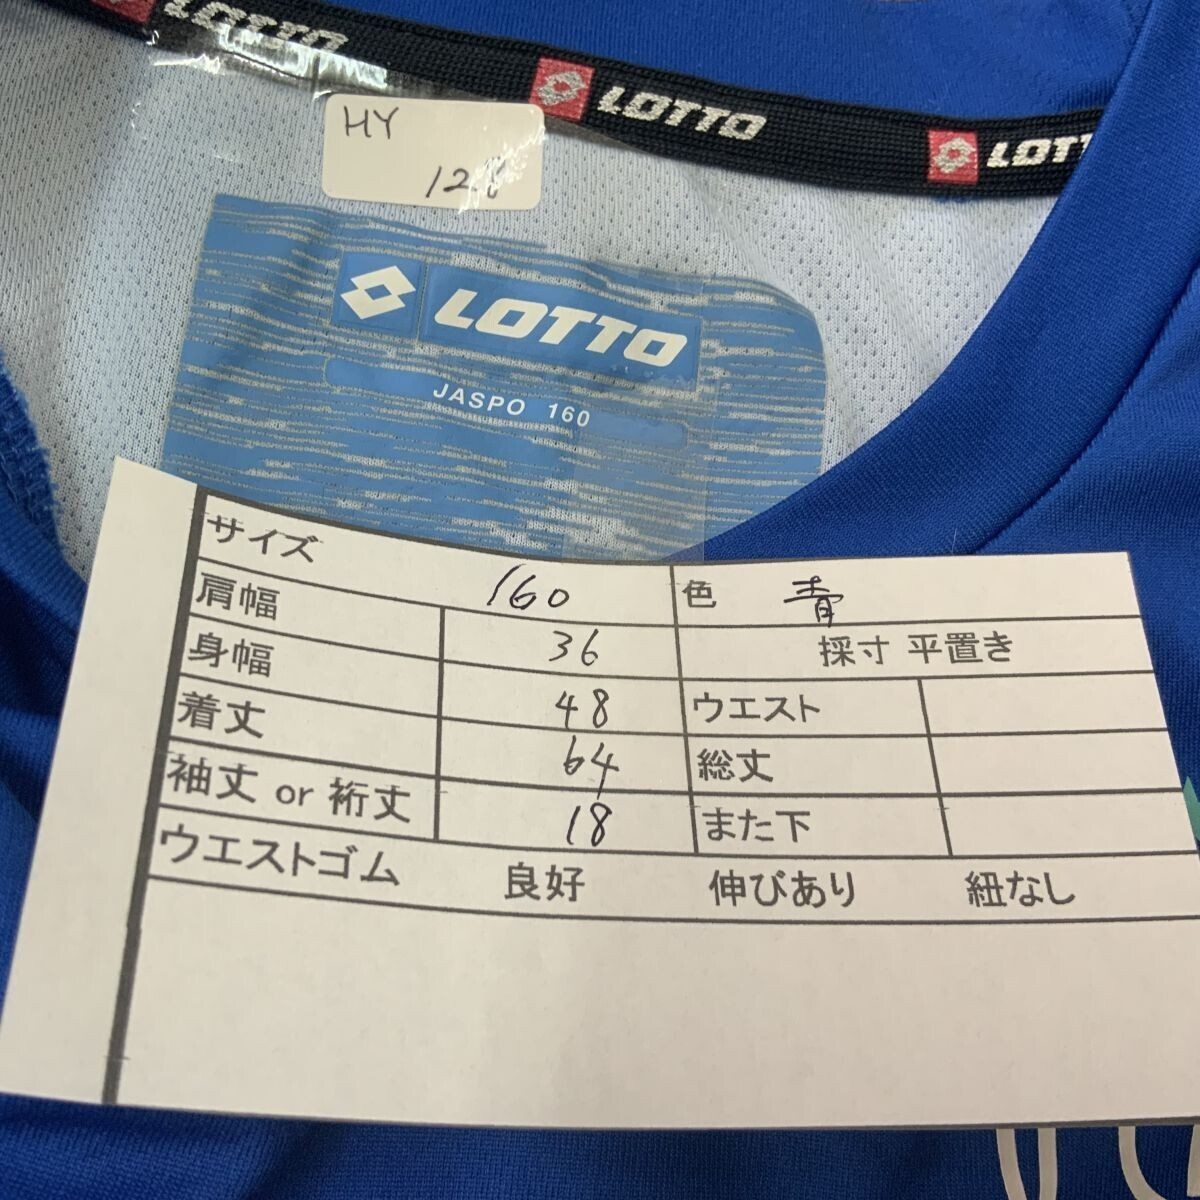 LOTTO
LOTTO
LOTT
HY
LOTTO
JASPO 160
サイズ 160 色 青
肩幅 36 採寸 平置き
身幅 48 ウエスト
着丈 64 総丈
袖丈 or 裄丈 18 また下
ウエストゴム 良好 伸びあり 紐なし